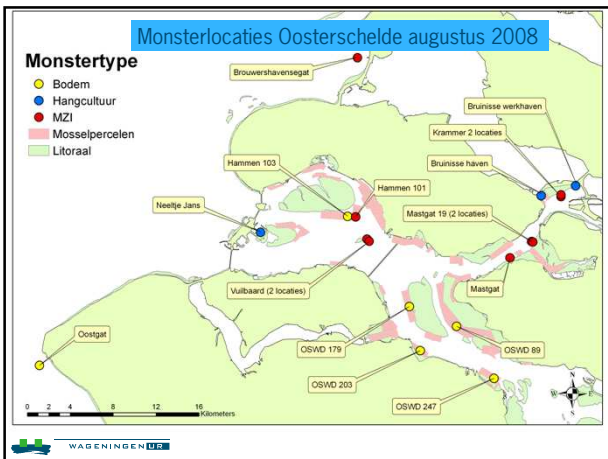 Monsterlocaties Oosterschelde augustus 2008
Monstertype
Bodem
Hangcultuur
MZI
Mosselpercelen
Litoraal
Brouwershavensegat
Bruinisse werkhaven
Krammer 2 locaties
Bruinisse haven
Hammen 103
Hammen 101
Neeltje Jans
Mastgat 19 (2 locaties)
Vuilbaard (2 locaties)
Mastgat
Oostgat
OSWD 179
OSWD 89
OSWD 203
OSWD 247
N
W E
S
0 2 4 8 12 16
Kilometers
WAGENINGEN UR